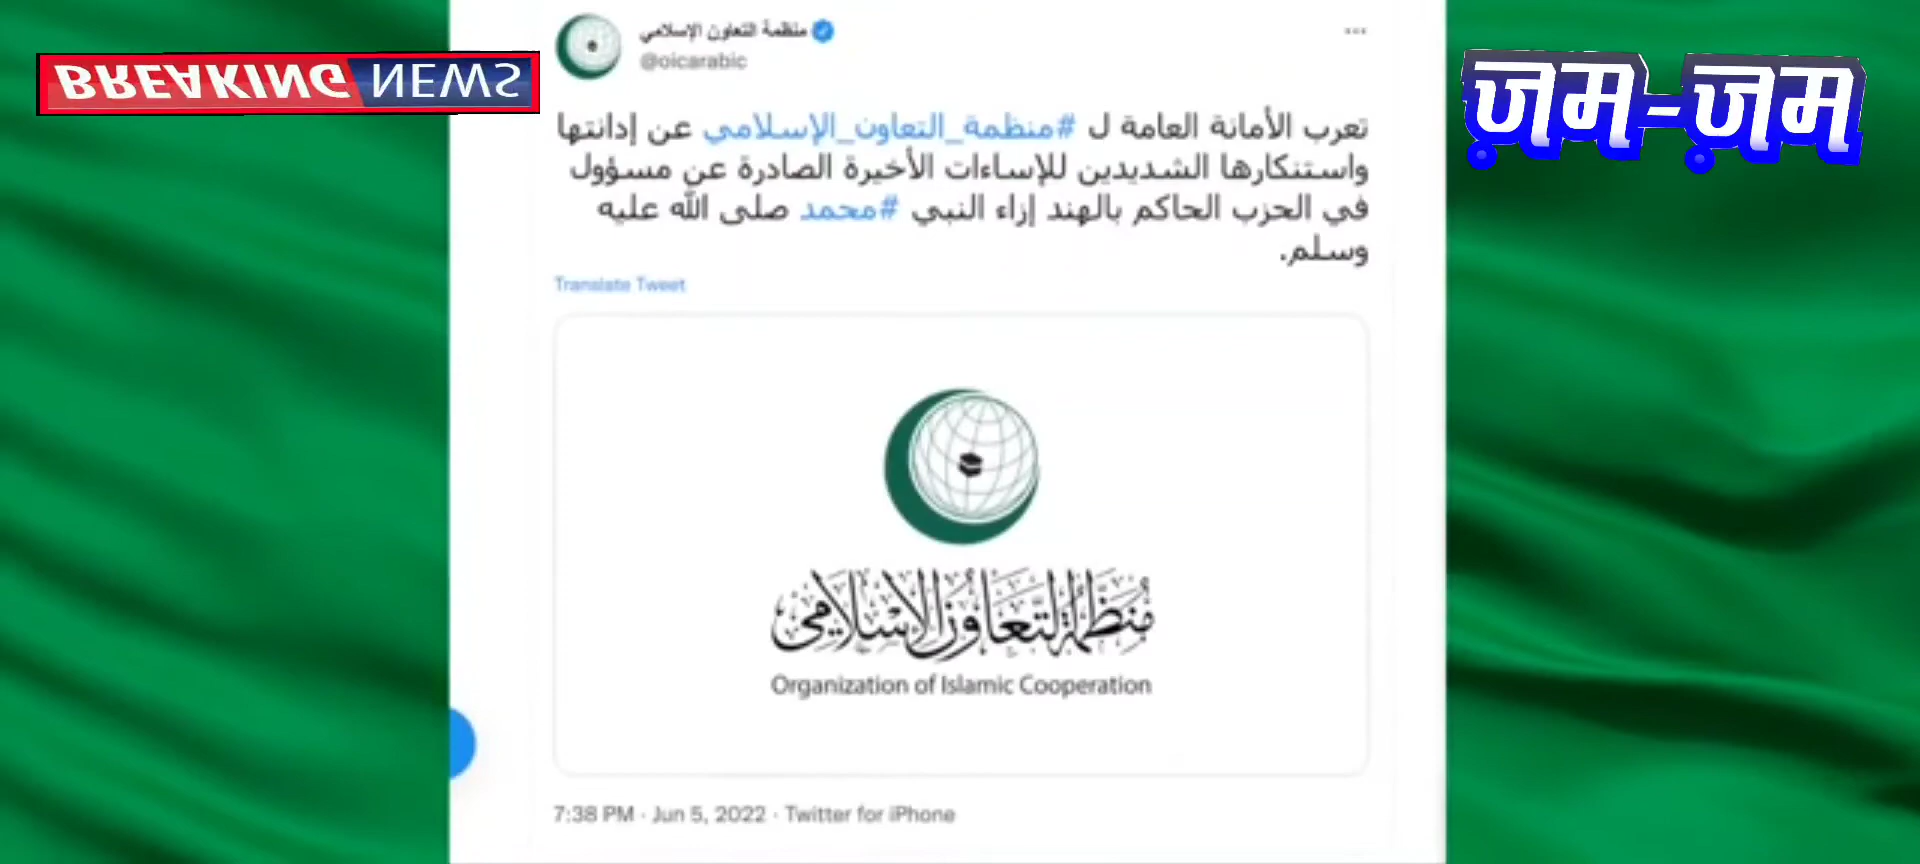 منظمة التعاون الإسلامي
@oicarabic
BREAKING NEWS
ज़म-ज़म
تعرب الأمانة العامة ل #منظمة_التعاون_الإسلامي عن إدانتها
واستنكارها الشديدين للإساءات الأخيرة الصادرة عن مسؤول
في الحزب الحاكم بالهند إزاء النبي #محمد صلى الله عليه
وسلم.
Translate Tweet
منظمة التعاون الإسلامي
Organization of Islamic Cooperation
7:38 PM · Jun 5, 2022 · Twitter for iPhone